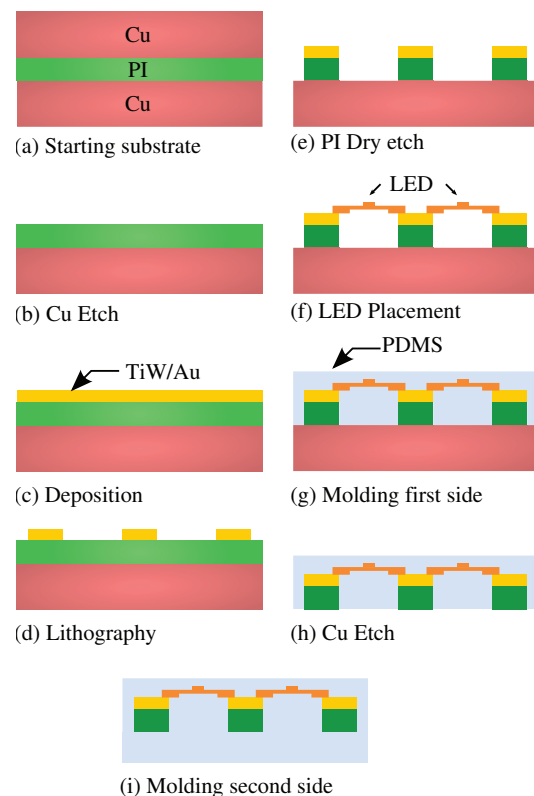 Cu
PI
Cu
(a) Starting substrate
(b) Cu Etch
TiW/Au
(c) Deposition
(d) Lithography
(e) PI Dry etch
LED
(f) LED Placement
PDMS
(g) Molding first side
(h) Cu Etch
(i) Molding second side